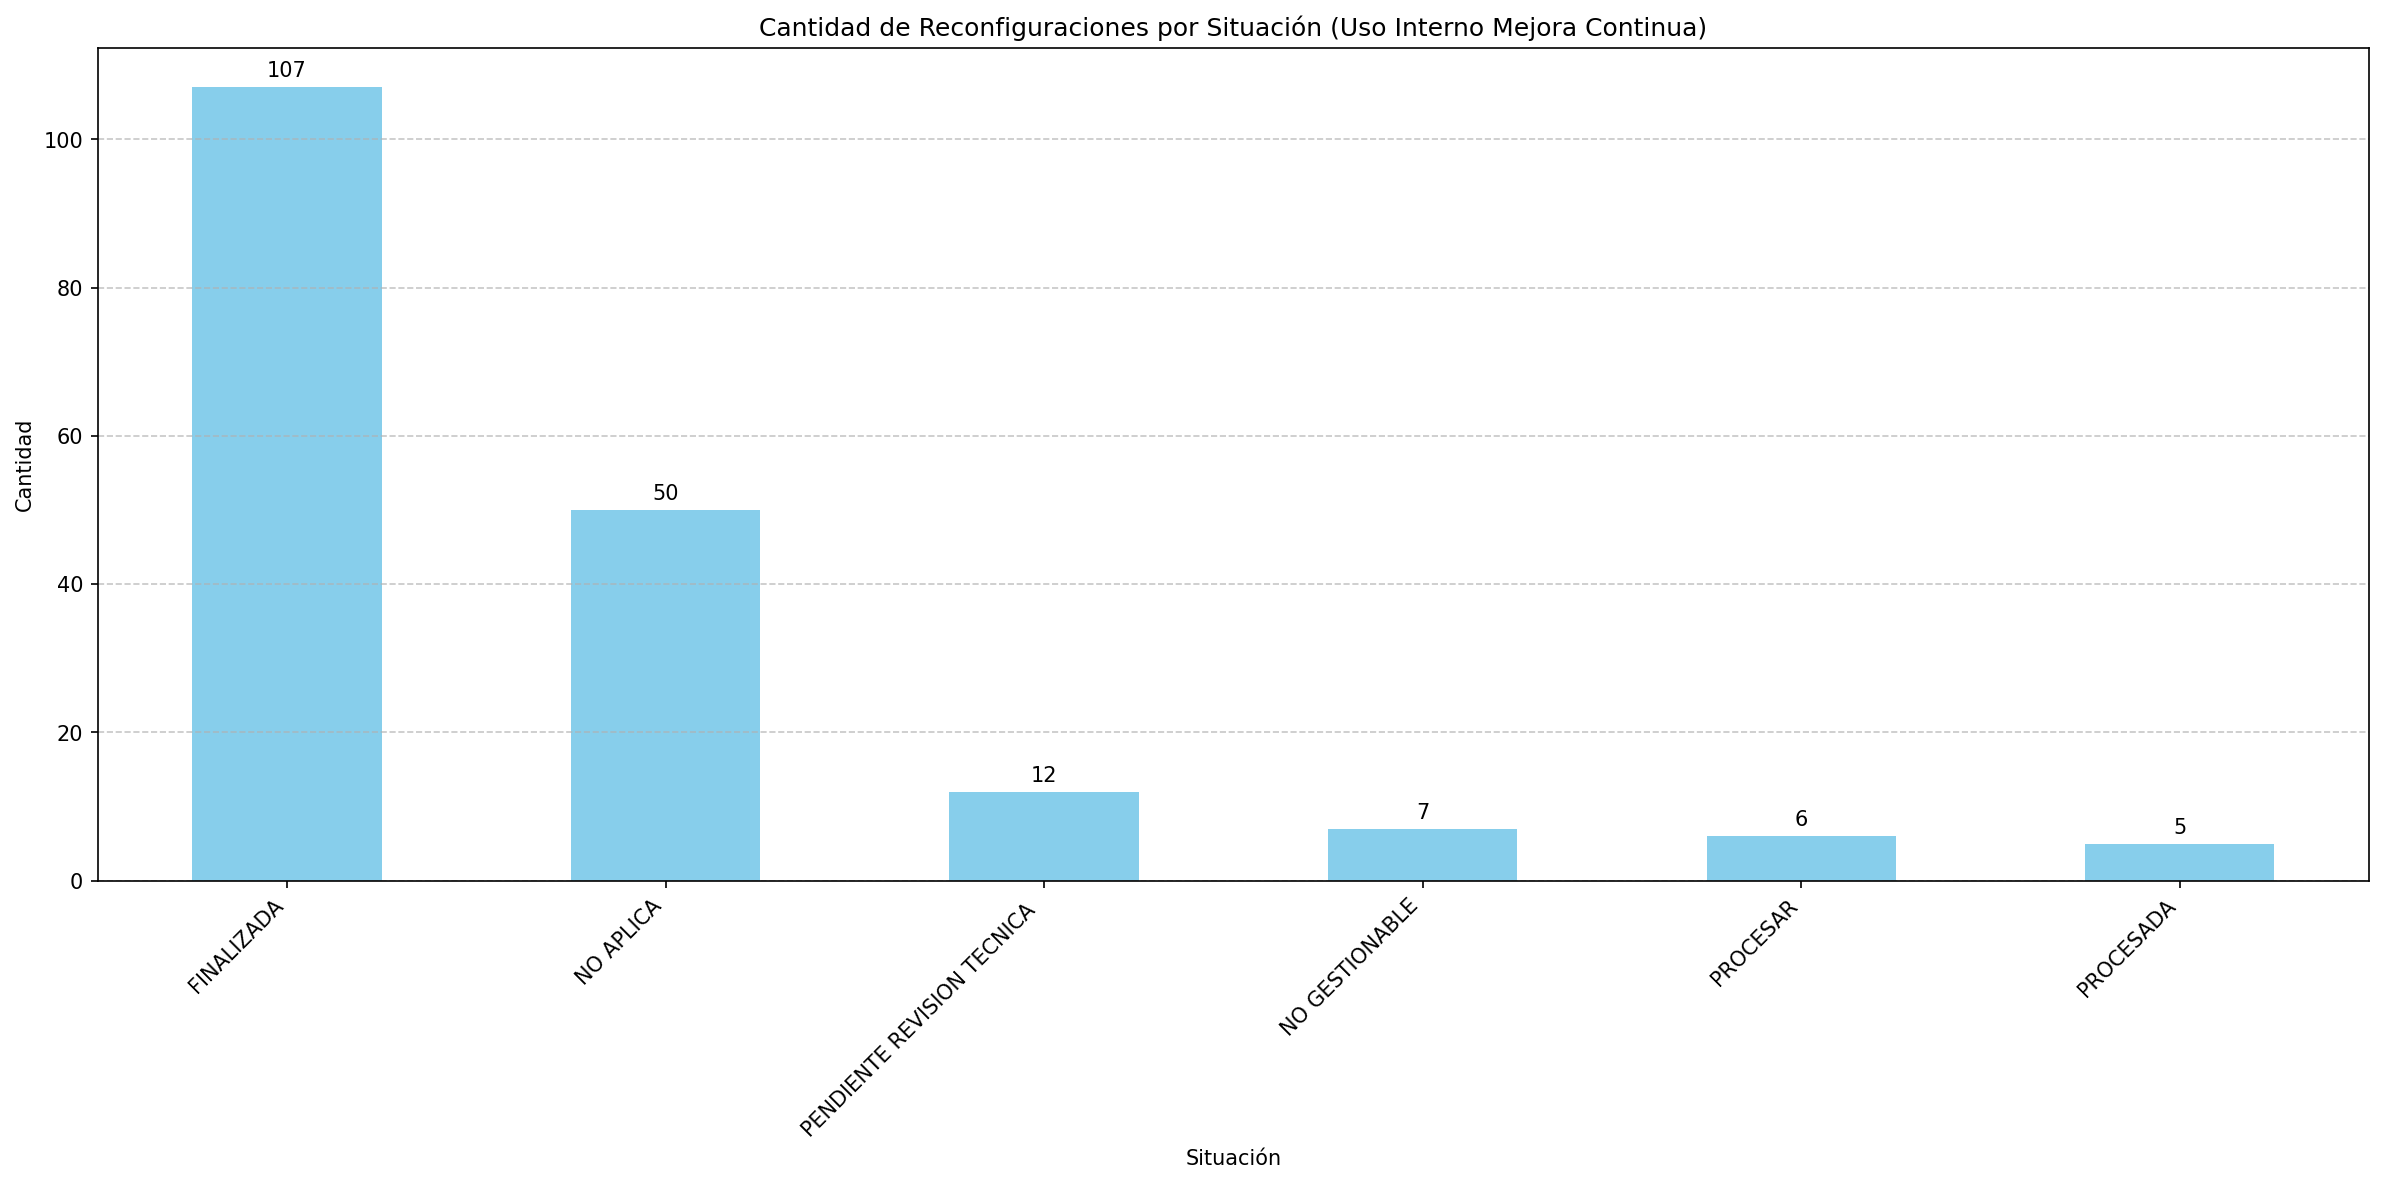 Cantidad de Reconfiguraciones por Situación (Uso Interno Mejora Continua)
107
100
80
60
50
40
20
12
7
6
5
0
Cantidad
FINALIZADA
NO APLICA
PENDIENTE REVISION TECNICA
NO GESTIONABLE
PROCESAR
PROCESADA
Situación